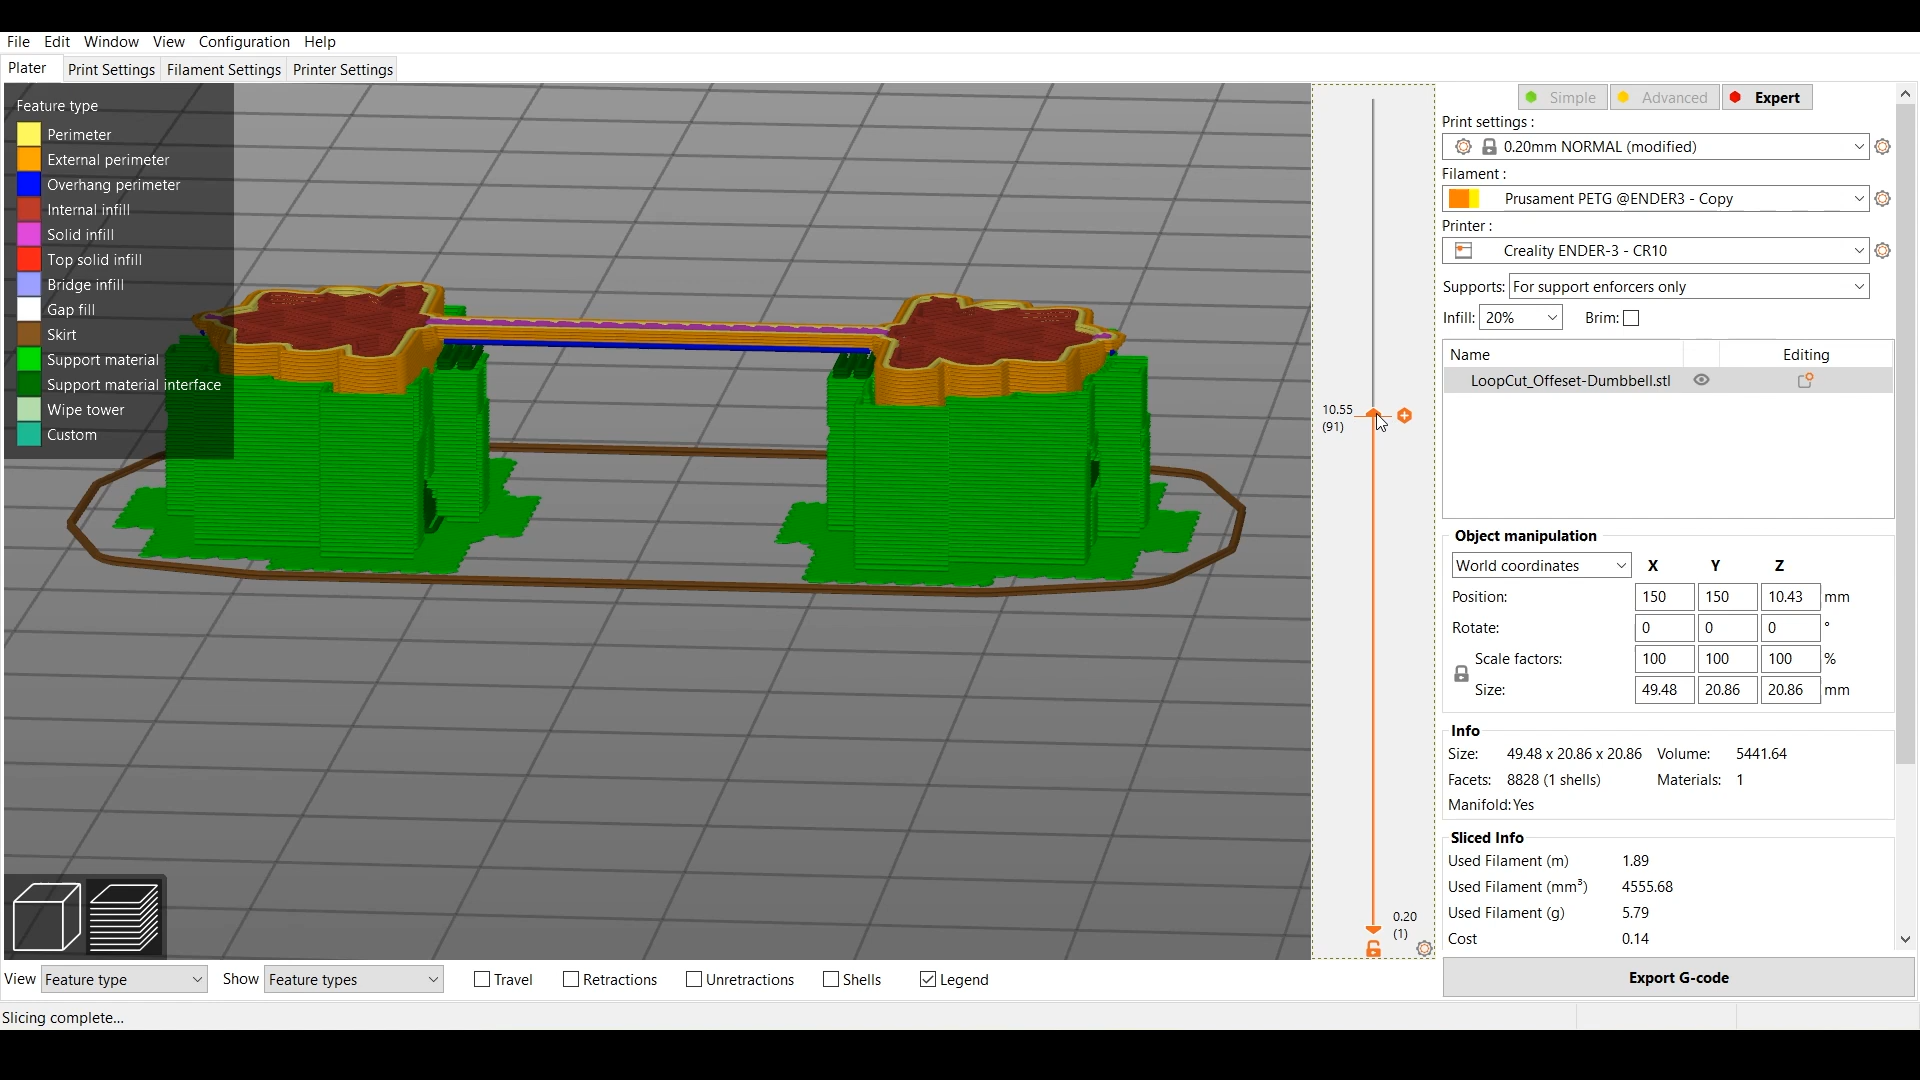 File Edit Window View Configuration Help
Plater Print Settings Filament Settings Printer Settings
Feature type
Perimeter
External perimeter
Overhang perimeter
Internal infill
Solid infill
Top solid infill
Bridge infill
Gap fill
Skirt
Support material
Support material interface
Wipe tower
Custom
10.55
(91)
0.20
(1)
Simple Advanced Expert
Print settings :
0.20mm NORMAL (modified)
Filament :
Prusament PETG @ENDER3 - Copy
Printer :
Creality ENDER-3 - CR10
Supports: For support enforcers only
Infill: 20% Brim:
Name Editing
LoopCut_Offeset-Dumbbell.stl
Object manipulation
World coordinates X Y Z
Position: 150 150 10.43 mm
Rotate: 0 0 0 °
Scale factors: 100 100 100 %
Size: 49.48 20.86 20.86 mm
Info
Size: 49.48 x 20.86 x 20.86 Volume: 5441.64
Facets: 8828 (1 shells) Materials: 1
Manifold: Yes
Sliced Info
Used Filament (m) 1.89
Used Filament (mm³) 4555.68
Used Filament (g) 5.79
Cost 0.14
View Feature type Show Feature types Travel Retractions Unretractions Shells Legend
Export G-code
Slicing complete...